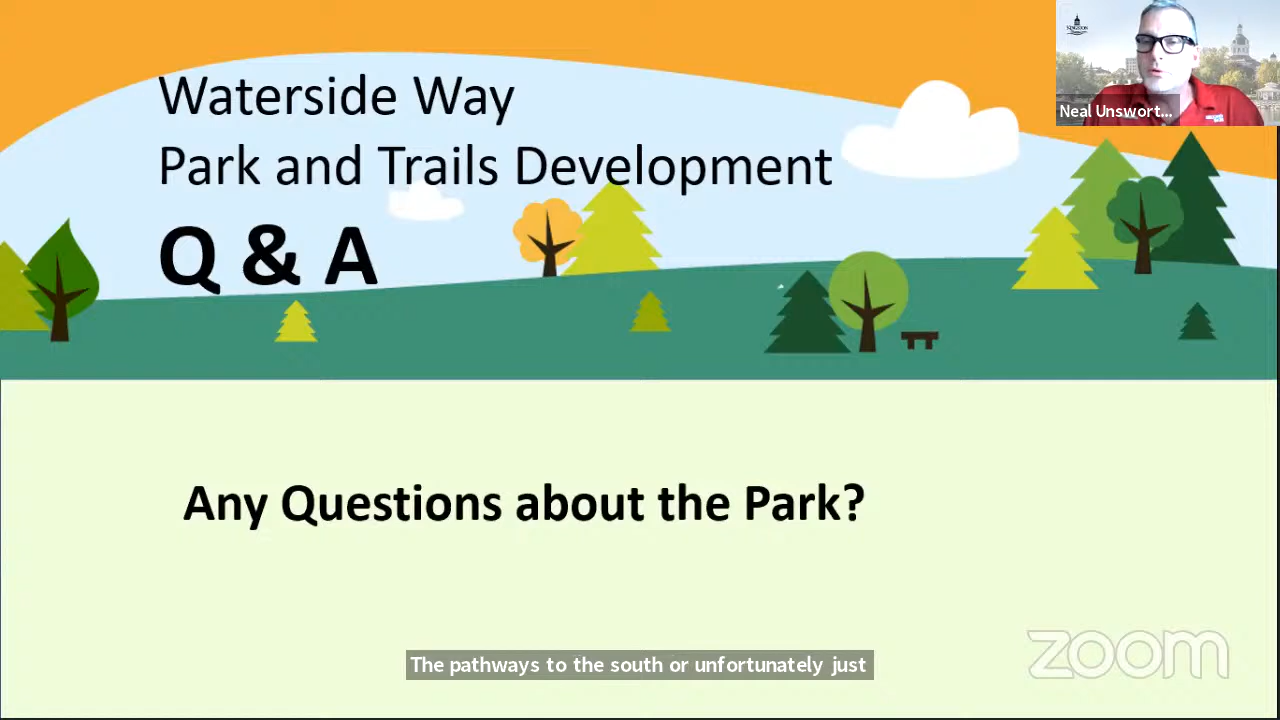 Waterside Way
Park and Trails Development
Q & A
Neal Unswort...
Any Questions about the Park?
The pathways to the south or unfortunately just
zoom